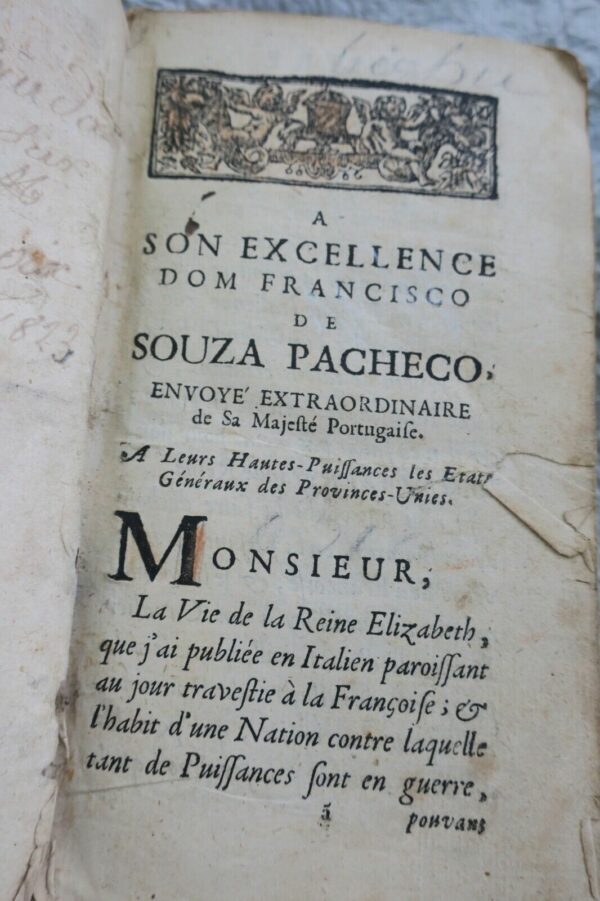 A
SON EXCELLENCE
DOM FRANCISCO
DE
SOUZA PACHECO,
ENVOYE' EXTRAORDINAIRE
de Sa Majeſté Portugaiſe.
A Leurs Hautes-Puiſſances les Etats
Généraux des Provinces-Unies.
MONSIEUR,
La Vie de la Reine Elizabeth,
que j'ai publiée en Italien paroiſſant
au jour traveſtie à la Françoiſe; &
l'habit d'une Nation contre laquelle
tant de Puiſſances ſont en guerre,
ã pouvans
1823